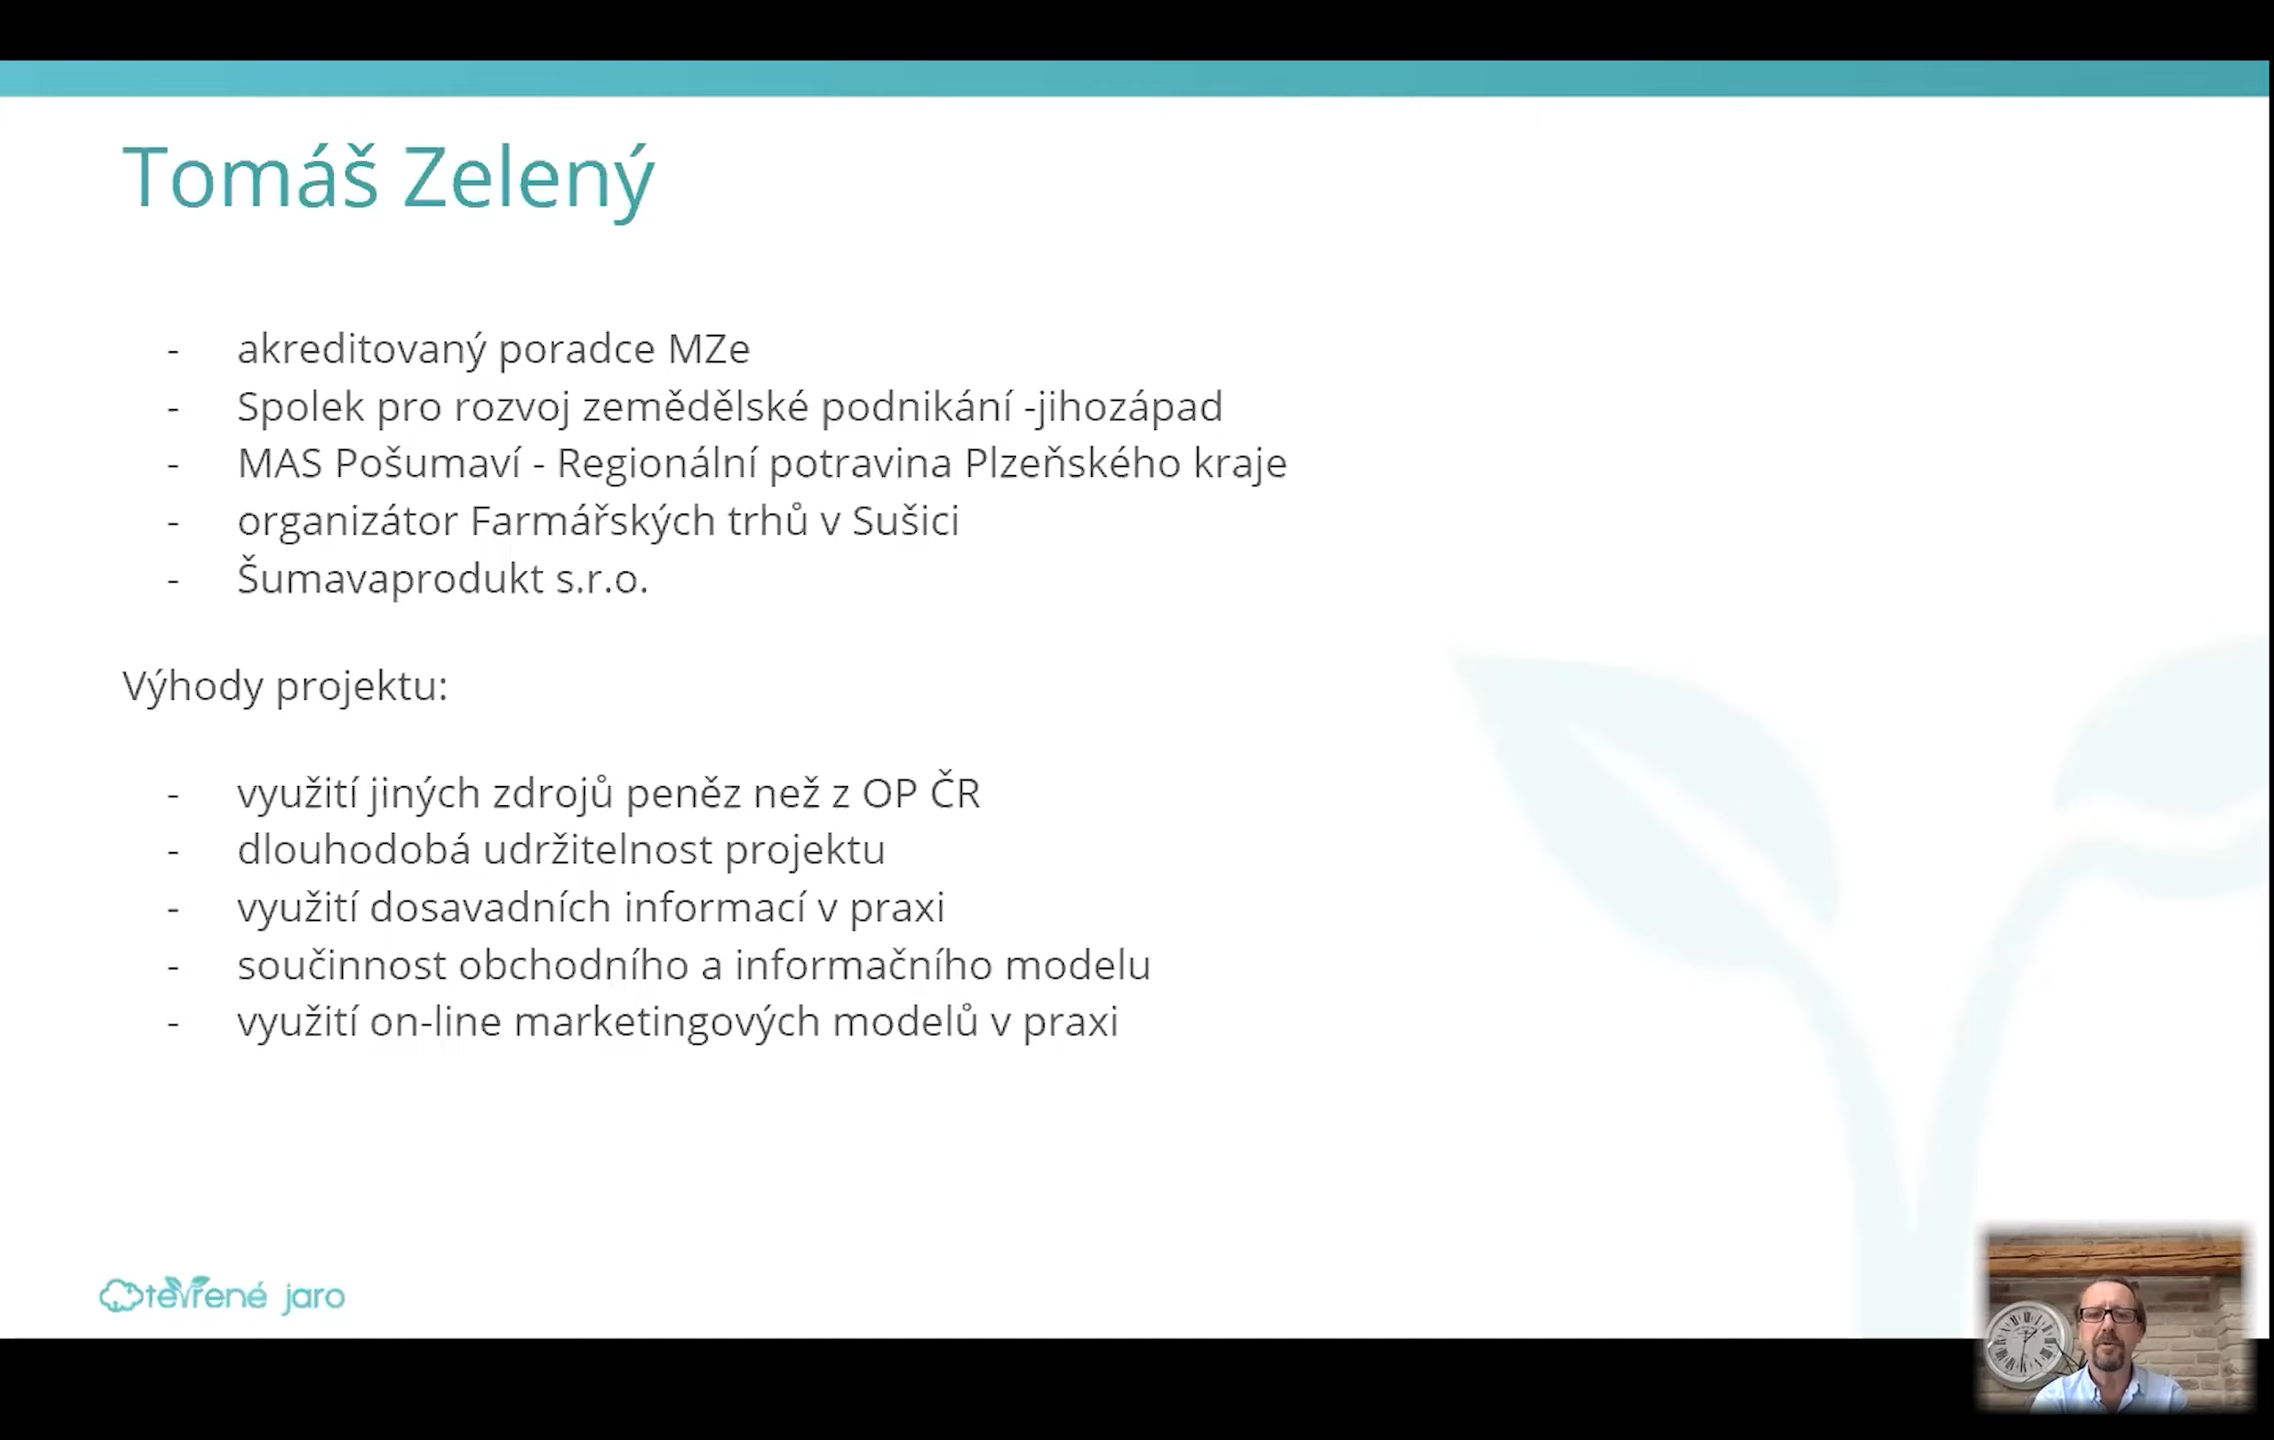 Tomáš Zelený
- akreditovaný poradce MZe
- Spolek pro rozvoj zemědělské podnikání -jihozápad
- MAS Pošumaví - Regionální potravina Plzeňského kraje
- organizátor Farmářských trhů v Sušici
- Šumavaprodukt s.r.o.
Výhody projektu:
- využití jiných zdrojů peněz než z OP ČR
- dlouhodobá udržitelnost projektu
- využití dosavadních informací v praxi
- součinnost obchodního a informačního modelu
- využití on-line marketingových modelů v praxi
Otevřené jaro